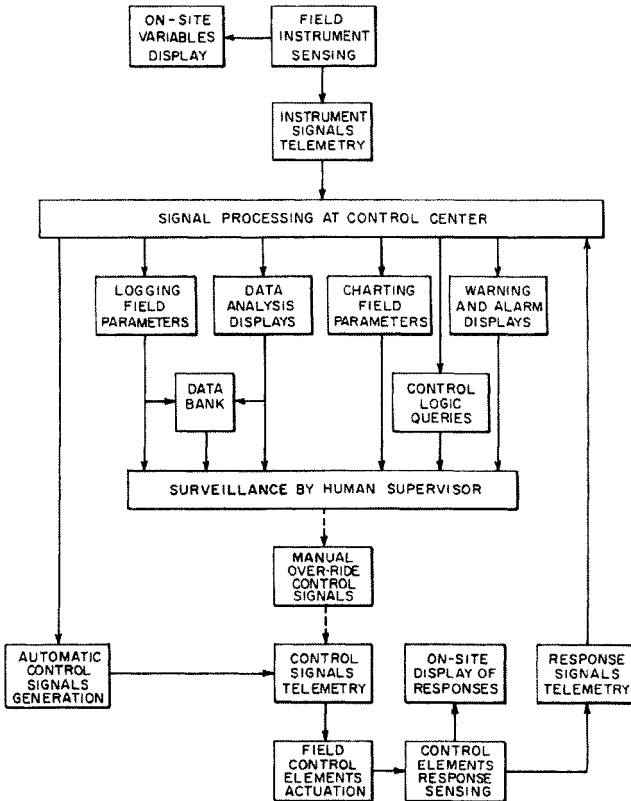 ON-SITE
VARIABLES
DISPLAY
FIELD
INSTRUMENT
SENSING
INSTRUMENT
SIGNALS
TELEMETRY
SIGNAL PROCESSING AT CONTROL CENTER
LOGGING
FIELD
PARAMETERS
DATA
ANALYSIS
DISPLAYS
CHARTING
FIELD
PARAMETERS
WARNING
AND ALARM
DISPLAYS
DATA
BANK
CONTROL
LOGIC
QUERIES
SURVEILLANCE BY HUMAN SUPERVISOR
MANUAL
OVER-RIDE
CONTROL
SIGNALS
AUTOMATIC
CONTROL
SIGNALS
GENERATION
CONTROL
SIGNALS
TELEMETRY
ON-SITE
DISPLAY OF
RESPONSES
RESPONSE
SIGNALS
TELEMETRY
FIELD
CONTROL
ELEMENTS
ACTUATION
CONTROL
ELEMENTS
RESPONSE
SENSING